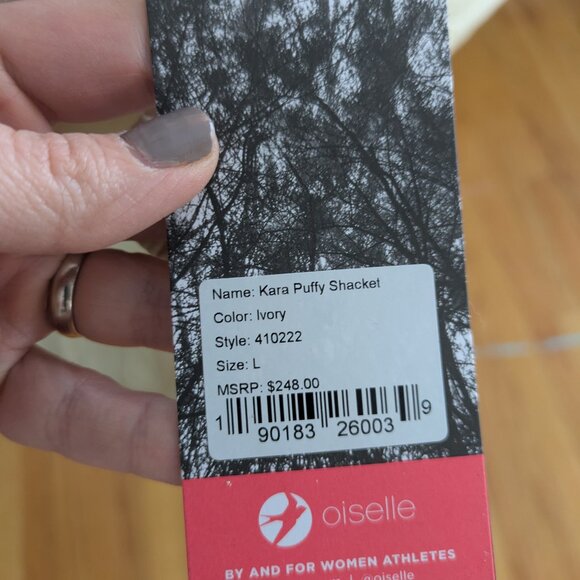 Name: Kara Puffy Shacket
Color: Ivory
Style: 410222
Size: L
MSRP: $248.00
1 90183 26003 9
oiselle
BY AND FOR WOMEN ATHLETES
@oiselle